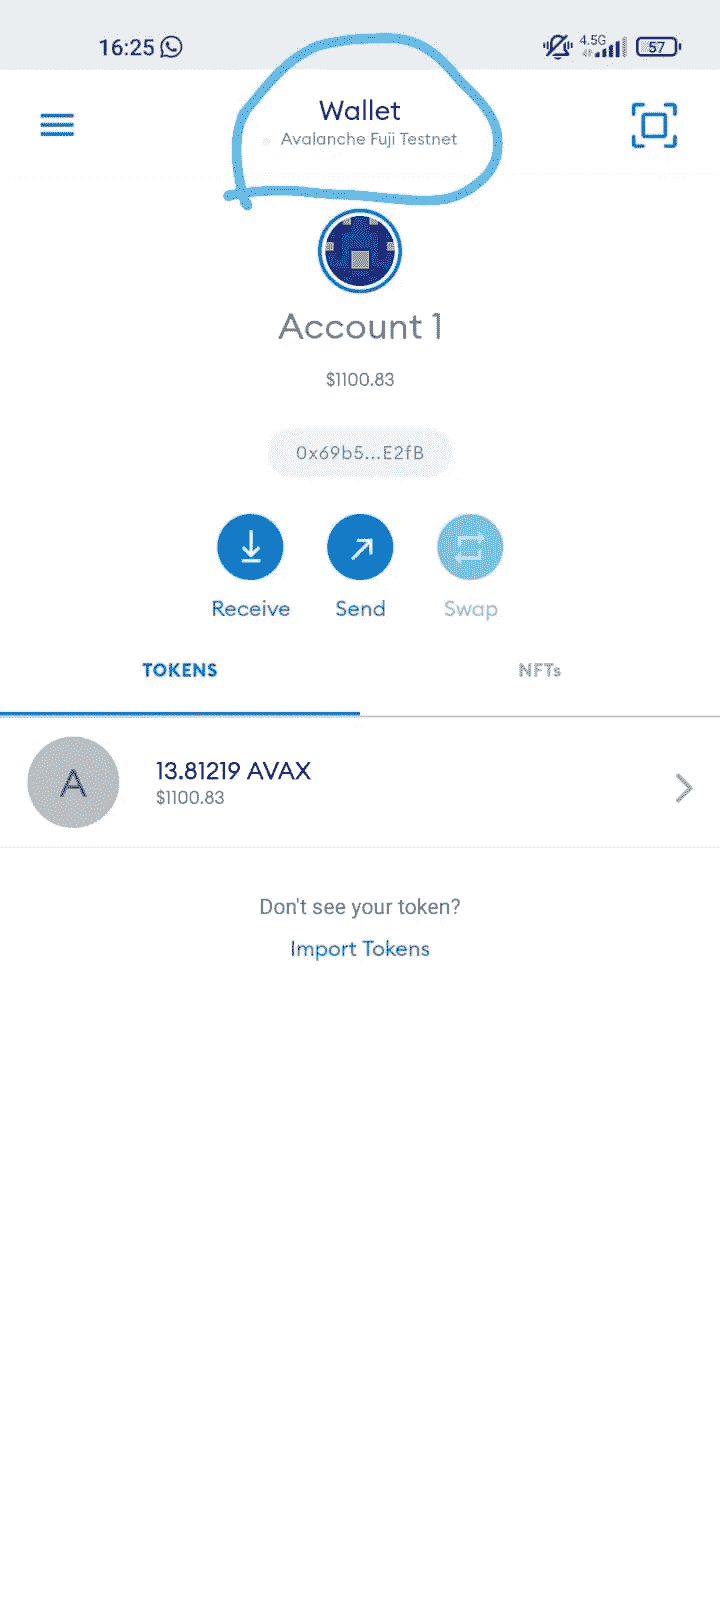 16:25 4.5G 57
Wallet
Avalanche Fuji Testnet
Account 1
$1100.83
0x69b5...E2fB
Receive Send Swap
TOKENS NFTs
A
13.81219 AVAX
$1100.83
Don't see your token?
Import Tokens